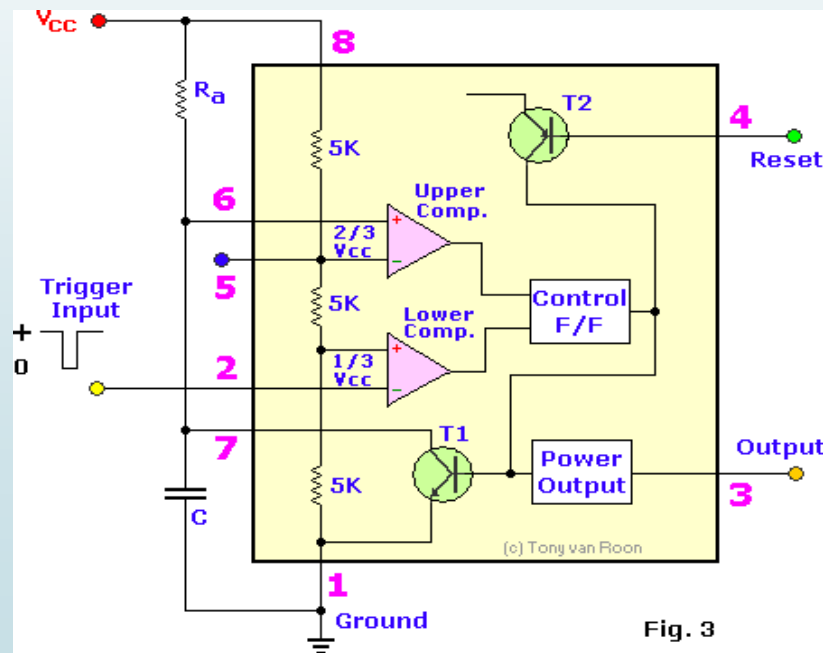 VCC
8
Ra
5K
T2
4
Reset
6
Upper
Comp.
2/3
Vcc
5
Trigger
Input
+
0
5K
Lower
Comp.
Control
F/F
2
1/3
Vcc
7
T1
5K
Power
Output
Output
3
C
(c) Tony van Roon
1
Ground
Fig. 3